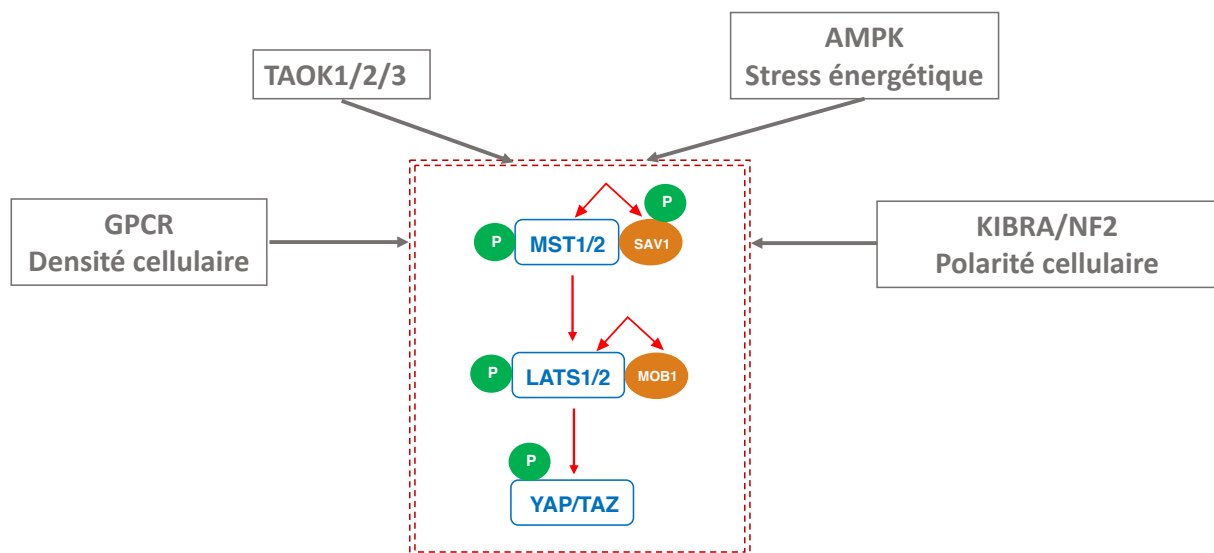 AMPK
Stress énergétique
TAOK1/2/3
GPCR
Densité cellulaire
KIBRA/NF2
Polarité cellulaire
P
P
MST1/2
SAV1
P
LATS1/2
MOB1
P
YAP/TAZ